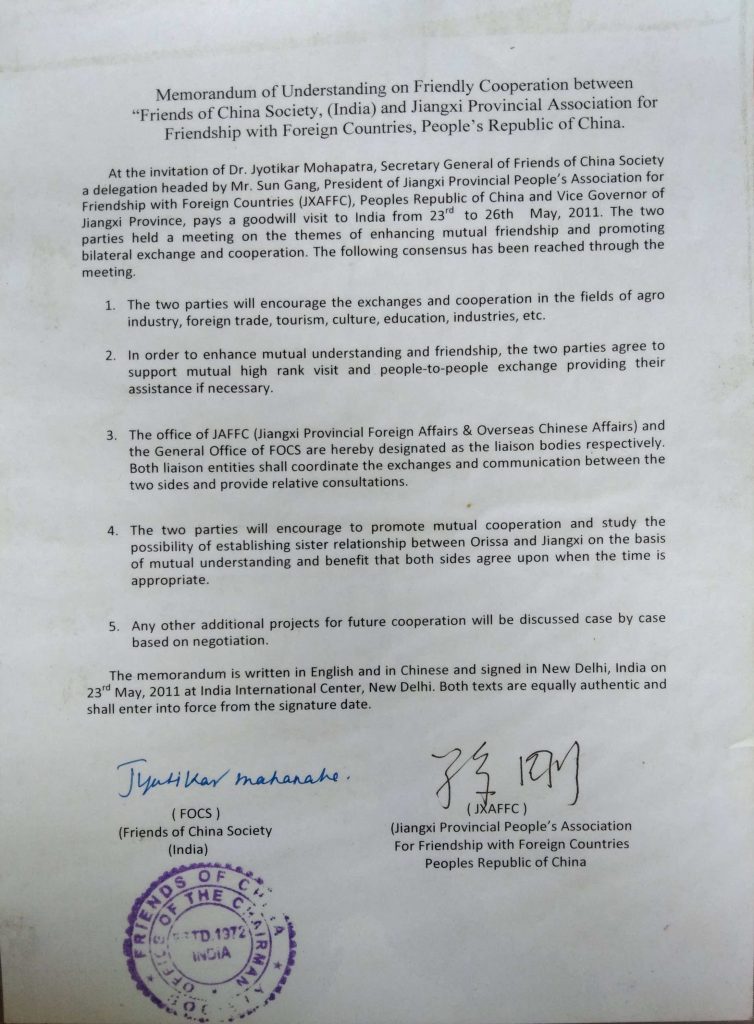 Memorandum of Understanding on Friendly Cooperation between
“Friends of China Society, (India) and Jiangxi Provincial Association for
Friendship with Foreign Countries, People’s Republic of China.
At the invitation of Dr. Jyotikar Mohapatra, Secretary General of Friends of China Society
a delegation headed by Mr. Sun Gang, President of Jiangxi Provincial People’s Association for
Friendship with Foreign Countries (JXAFFC), Peoples Republic of China and Vice Governor of
Jiangxi Province, pays a goodwill visit to India from 23rd to 26th May, 2011. The two
parties held a meeting on the themes of enhancing mutual friendship and promoting
bilateral exchange and cooperation. The following consensus has been reached through the
meeting.
1. The two parties will encourage the exchanges and cooperation in the fields of agro
industry, foreign trade, tourism, culture, education, industries, etc.
2. In order to enhance mutual understanding and friendship, the two parties agree to
support mutual high rank visit and people-to-people exchange providing their
assistance if necessary.
3. The office of JAFFC (Jiangxi Provincial Foreign Affairs & Overseas Chinese Affairs) and
the General Office of FOCS are hereby designated as the liaison bodies respectively.
Both liaison entities shall coordinate the exchanges and communication between the
two sides and provide relative consultations.
4. The two parties will encourage to promote mutual cooperation and study the
possibility of establishing sister relationship between Orissa and Jiangxi on the basis
of mutual understanding and benefit that both sides agree upon when the time is
appropriate.
5. Any other additional projects for future cooperation will be discussed case by case
based on negotiation.
The memorandum is written in English and in Chinese and signed in New Delhi, India on
23rd May, 2011 at India International Center, New Delhi. Both texts are equally authentic and
shall enter into force from the signature date.
Jyotikar
孙刚
( FOCS )
(Friends of China Society
(India)
( JXAFFC )
(Jiangxi Provincial People’s Association
For Friendship with Foreign Countries
Peoples Republic of China
FRIENDS OF CHINA
OFFICE OF THE CHAIRMAN
1972
INDIA